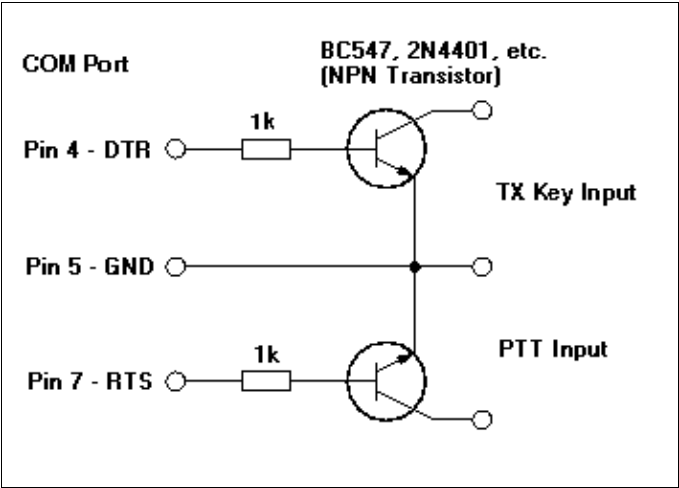 BC547, 2N4401, etc.
COM Port
(NPN Transistor)
1k
Pin 4 - DTR
TX Key Input
Pin 5 - GND
1k
PTT Input
Pin 7 - RTS